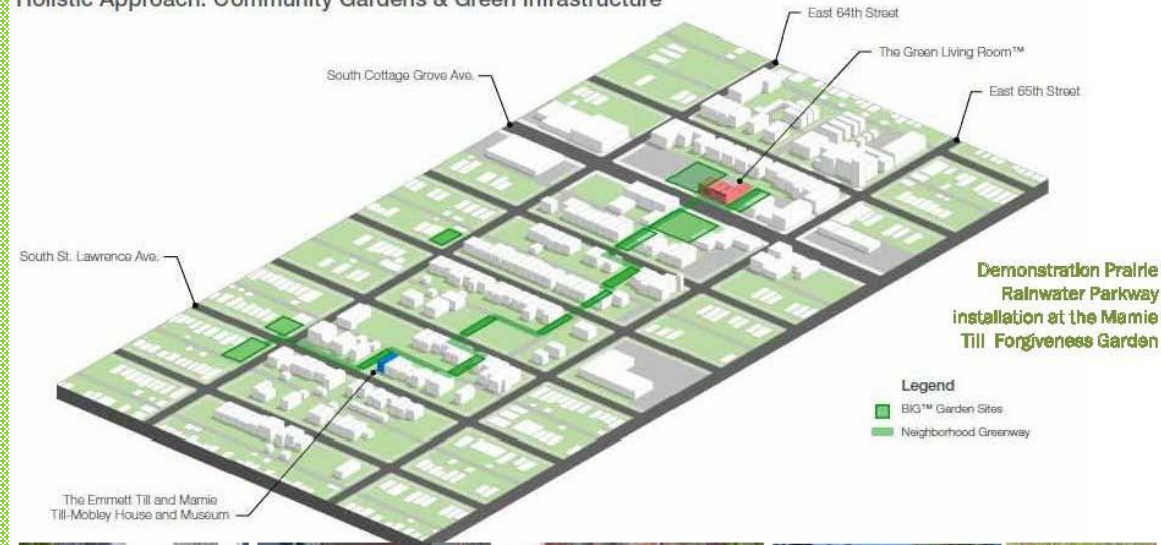 Holistic Approach: Community Gardens & Green Infrastructure
East 64th Street
The Green Living Room™
South Cottage Grove Ave.
East 65th Street
South St. Lawrence Ave.
Demonstration Prairie
Rainwater Parkway
installation at the Mamie
Till Forgiveness Garden
Legend
BIG™ Garden Sites
Neighborhood Greenway
The Emmett Till and Mamie
Till-Mobley House and Museum